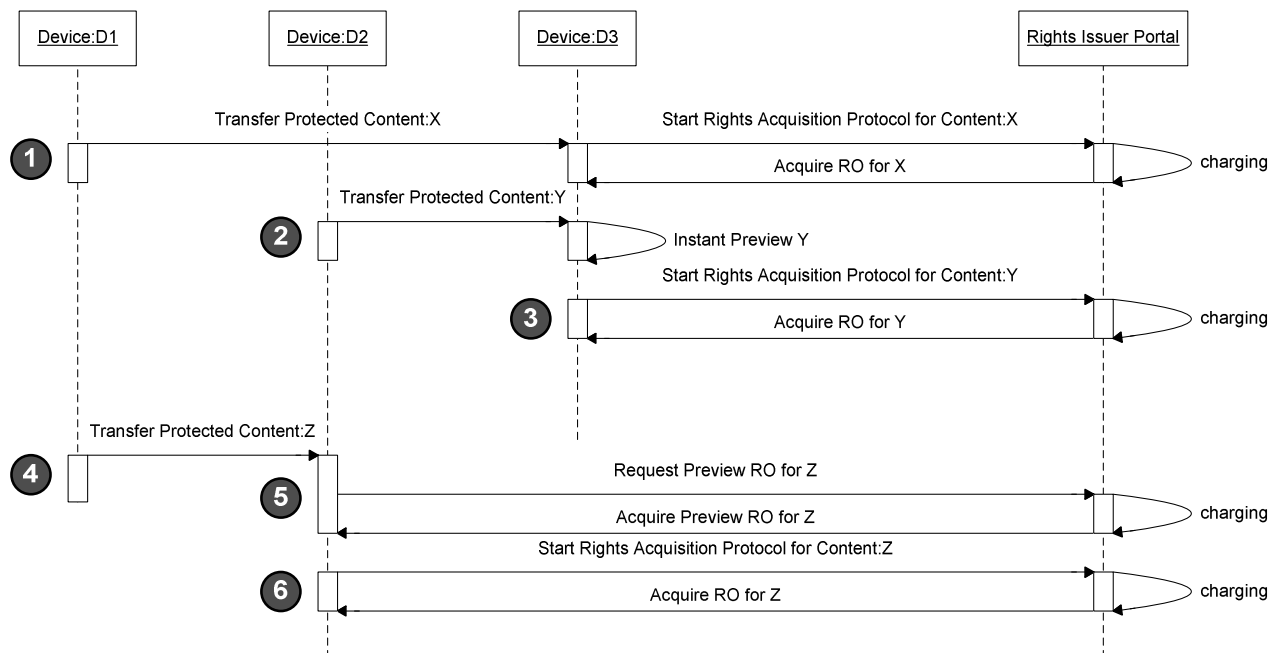 Device:D1
Device:D2
Device:D3
Rights Issuer Portal
Transfer Protected Content:X
Start Rights Acquisition Protocol for Content:X
1
Acquire RO for X
charging
Transfer Protected Content:Y
2
Instant Preview Y
Start Rights Acquisition Protocol for Content:Y
3
Acquire RO for Y
charging
Transfer Protected Content:Z
4
Request Preview RO for Z
5
Acquire Preview RO for Z
charging
Start Rights Acquisition Protocol for Content:Z
6
Acquire RO for Z
charging